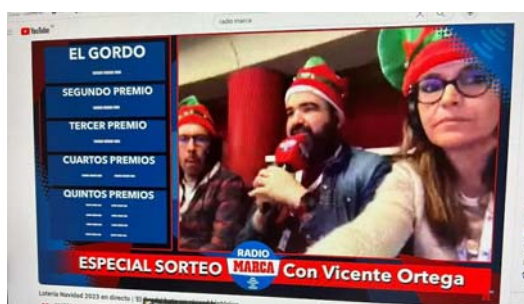 YouTube
radio marca
EL GORDO
SEGUNDO PREMIO
TERCER PREMIO
CUARTOS PREMIOS
QUINTOS PREMIOS
RADIO
ESPECIAL SORTEO MARCA Con Vicente Ortega
Lotería Navidad 2023 en directo | El